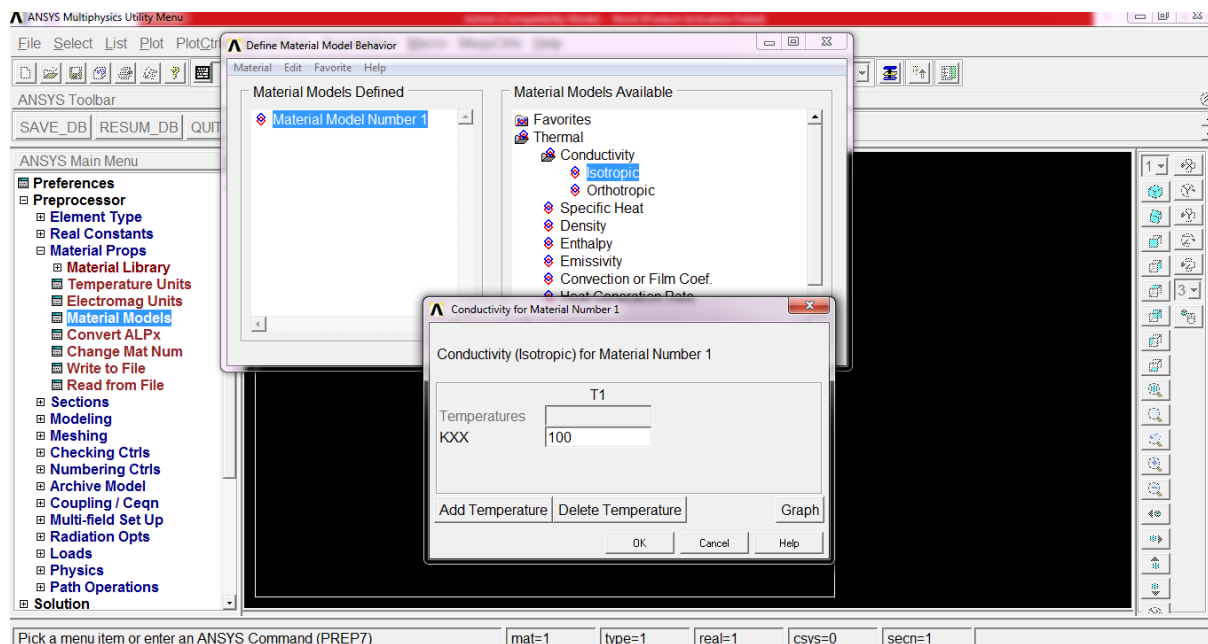 ANSYS Multiphysics Utility Menu
File Select List Plot PlotCtr
ANSYS Toolbar
SAVE_DB RESUM_DB QUIT
ANSYS Main Menu
Preferences
Preprocessor
Element Type
Real Constants
Material Props
Material Library
Temperature Units
Electromag Units
Material Models
Convert ALPx
Change Mat Num
Write to File
Read from File
Sections
Modeling
Meshing
Checking Ctrls
Numbering Ctrls
Archive Model
Coupling / Ceqn
Multi-field Set Up
Radiation Opts
Loads
Physics
Path Operations
Solution
Define Material Model Behavior
Material Edit Favorite Help
Material Models Defined
Material Model Number 1
Material Models Available
Favorites
Thermal
Conductivity
Isotropic
Orthotropic
Specific Heat
Density
Enthalpy
Emissivity
Convection or Film Coef.
Heat Generation Rate
Conductivity for Material Number 1
Conductivity (Isotropic) for Material Number 1
T1
Temperatures
KXX 100
Add Temperature Delete Temperature Graph
OK Cancel Help
1
3
Pick a menu item or enter an ANSYS Command (PREP7) mat=1 type=1 real=1 csys=0 secn=1